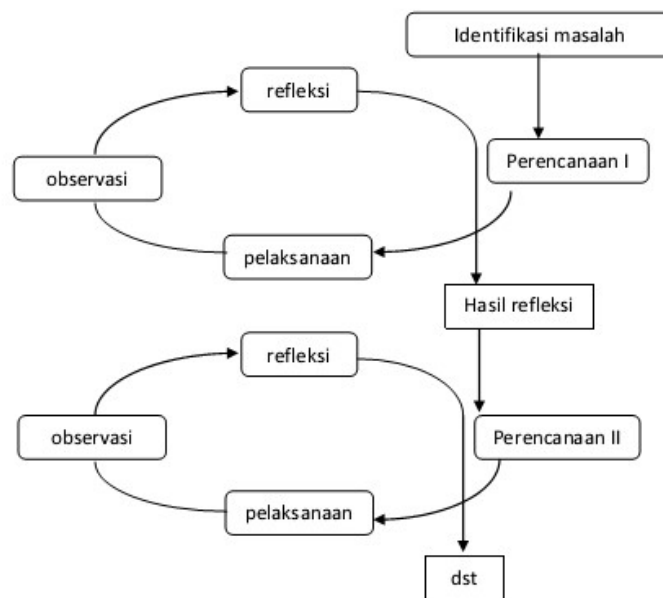 Identifikasi masalah
refleksi
Perencanaan I
observasi
pelaksanaan
Hasil refleksi
refleksi
observasi
Perencanaan II
pelaksanaan
dst